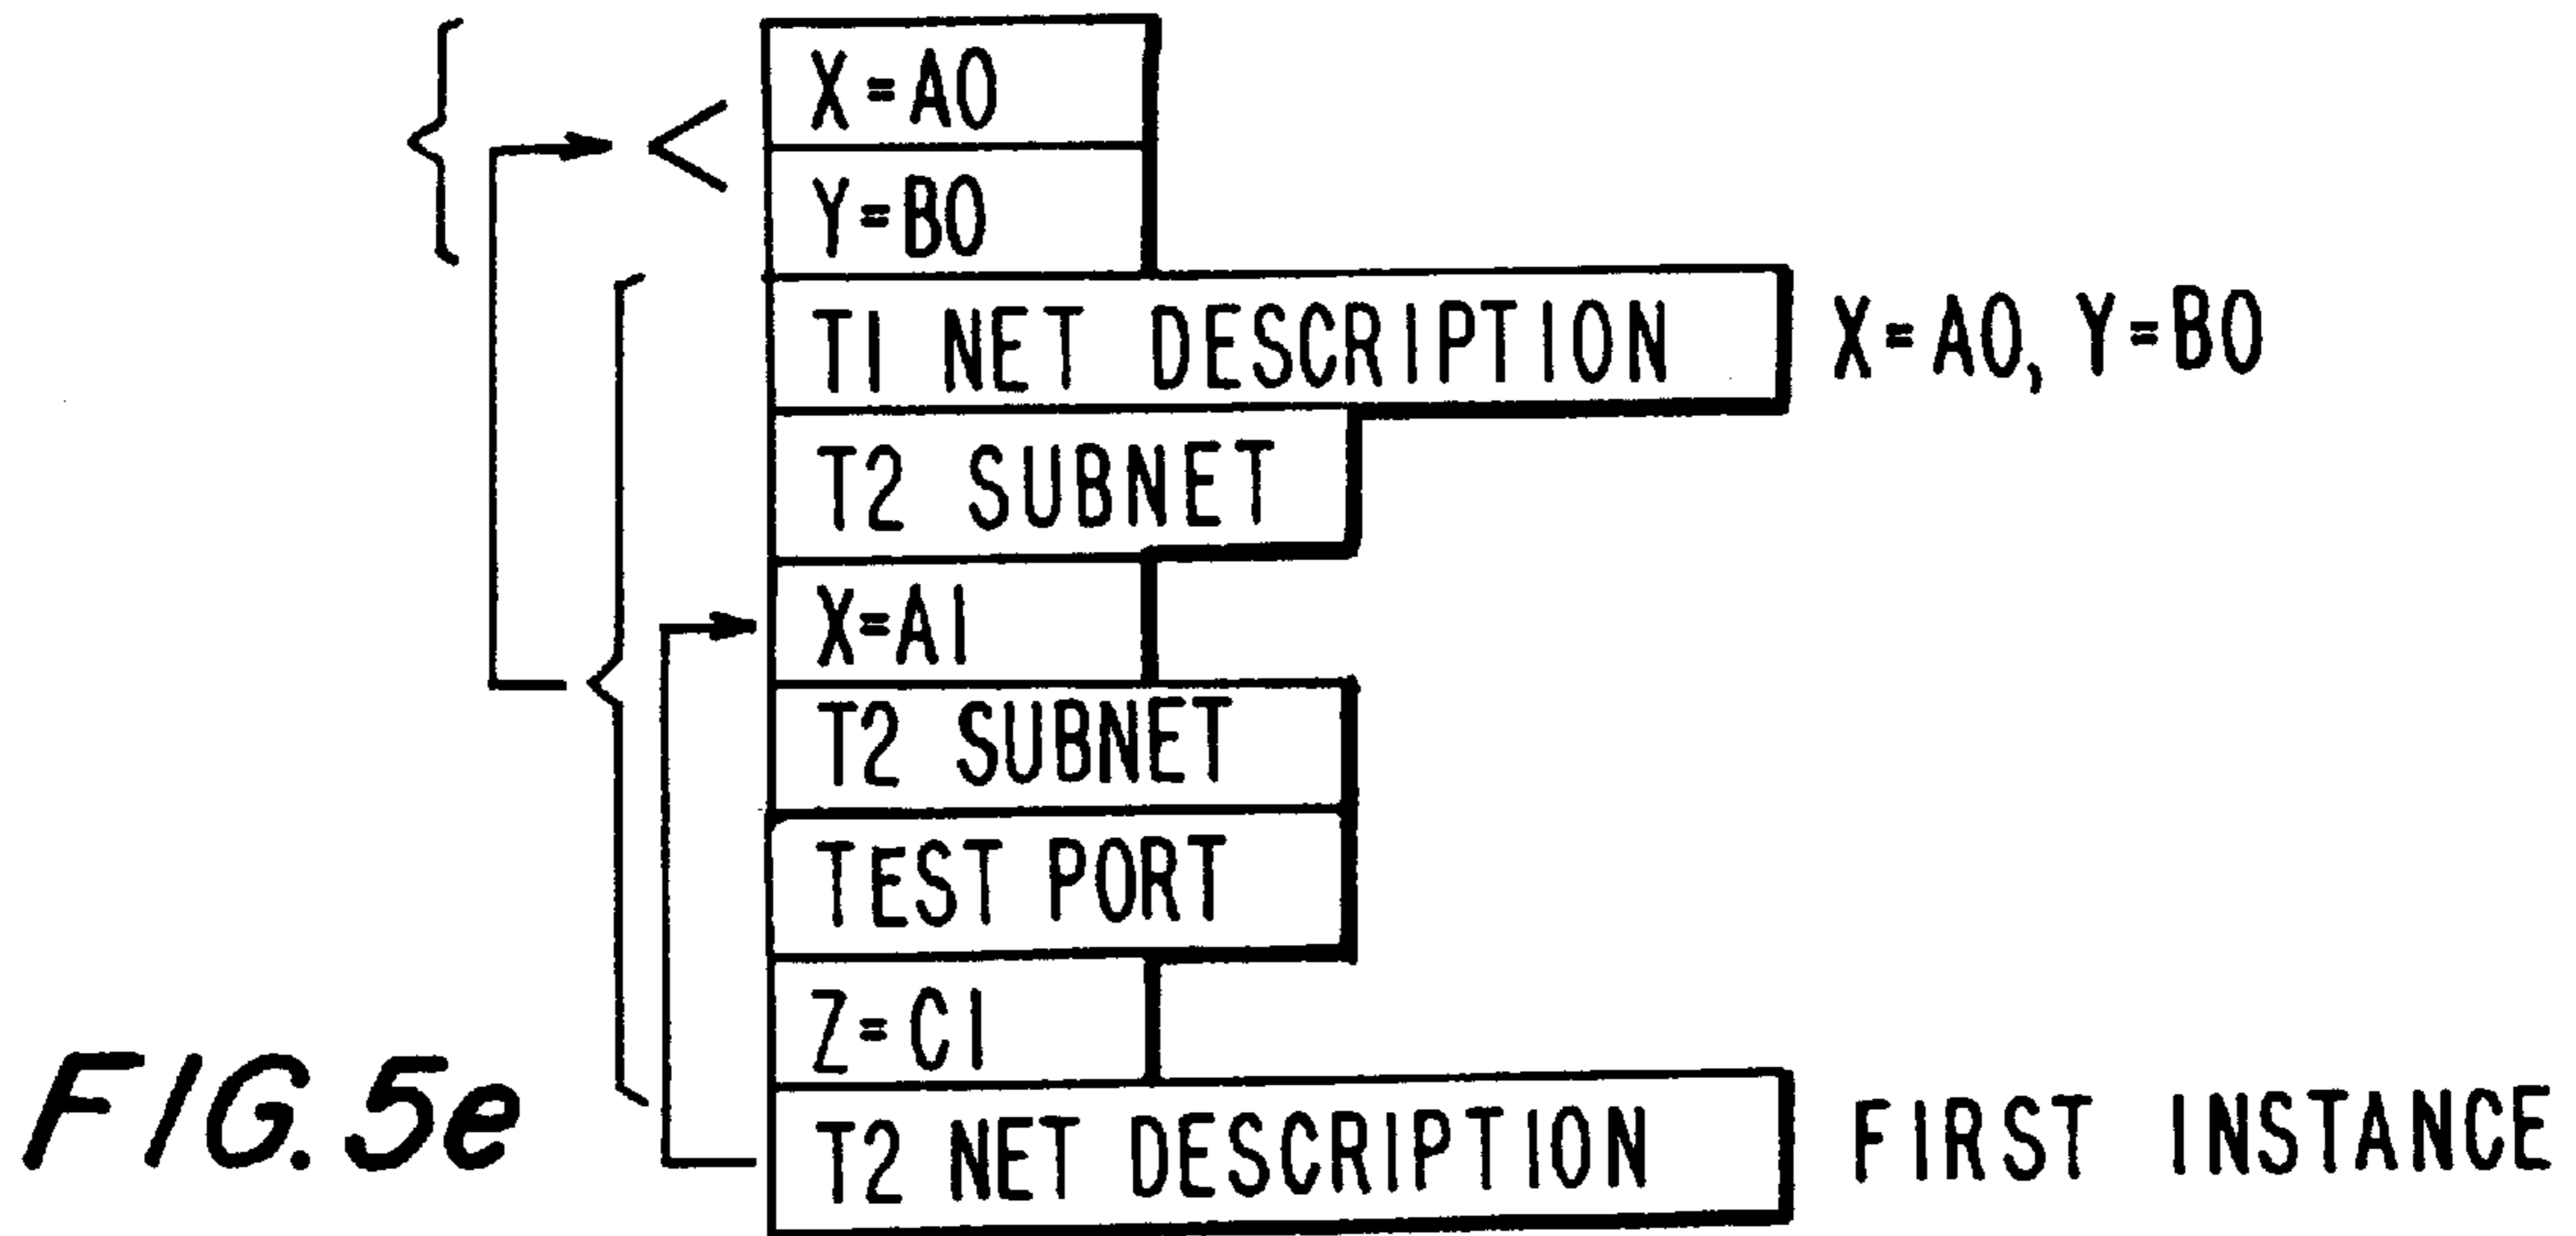 X=A0
Y=B0
T1 NET DESCRIPTION X=A0, Y=B0
T2 SUBNET
X=A1
T2 SUBNET
TEST PORT
Z=C1
T2 NET DESCRIPTION FIRST INSTANCE
FIG. 5e